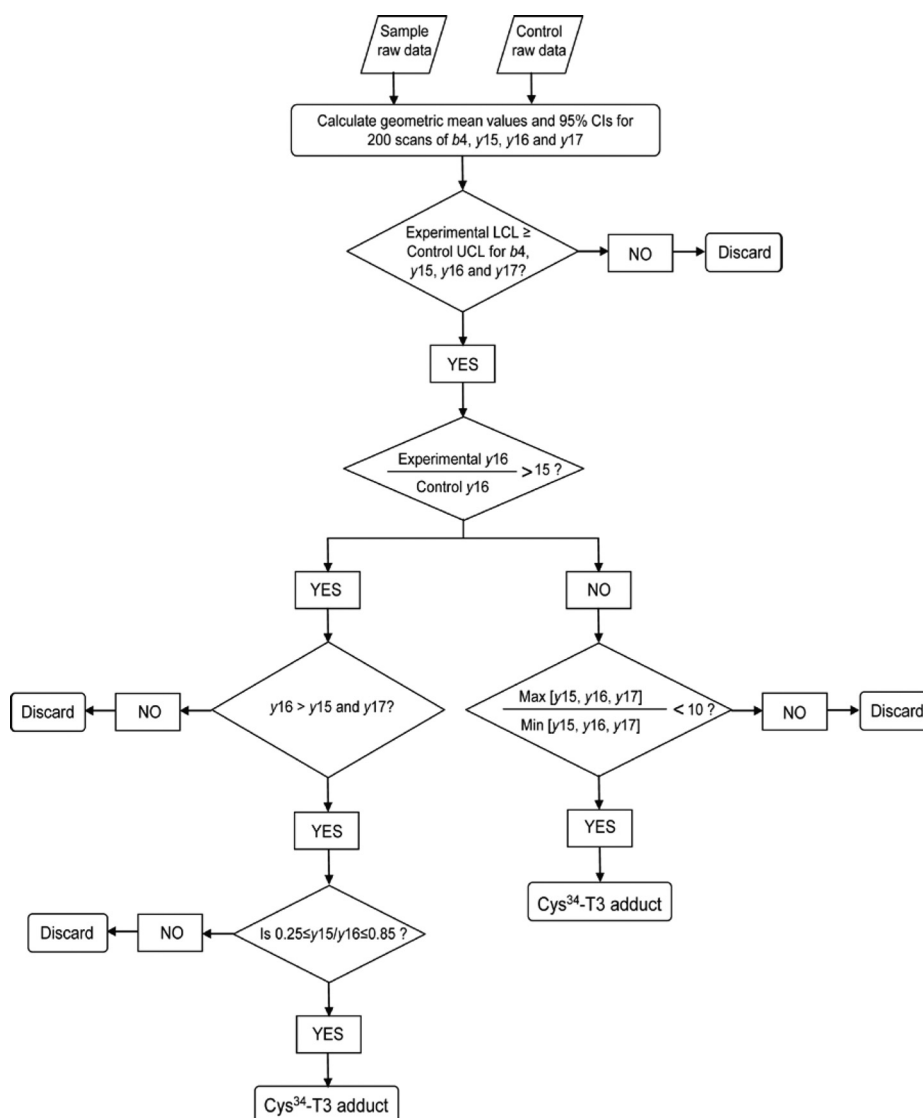 Sample
raw data
Control
raw data
Calculate geometric mean values and 95% CIs for
200 scans of b4, y15, y16 and y17
Experimental LCL ≥
Control UCL for b4,
y15, y16 and y17?
NO
Discard
YES
Experimental y16
Control y16
> 15 ?
YES
NO
Discard
NO
y16 > y15 and y17?
Max [y15, y16, y17]
Min [y15, y16, y17]
< 10 ?
NO
Discard
YES
YES
Discard
NO
Is 0.25≤y15/y16≤0.85 ?
Cys³⁴-T3 adduct
YES
Cys³⁴-T3 adduct